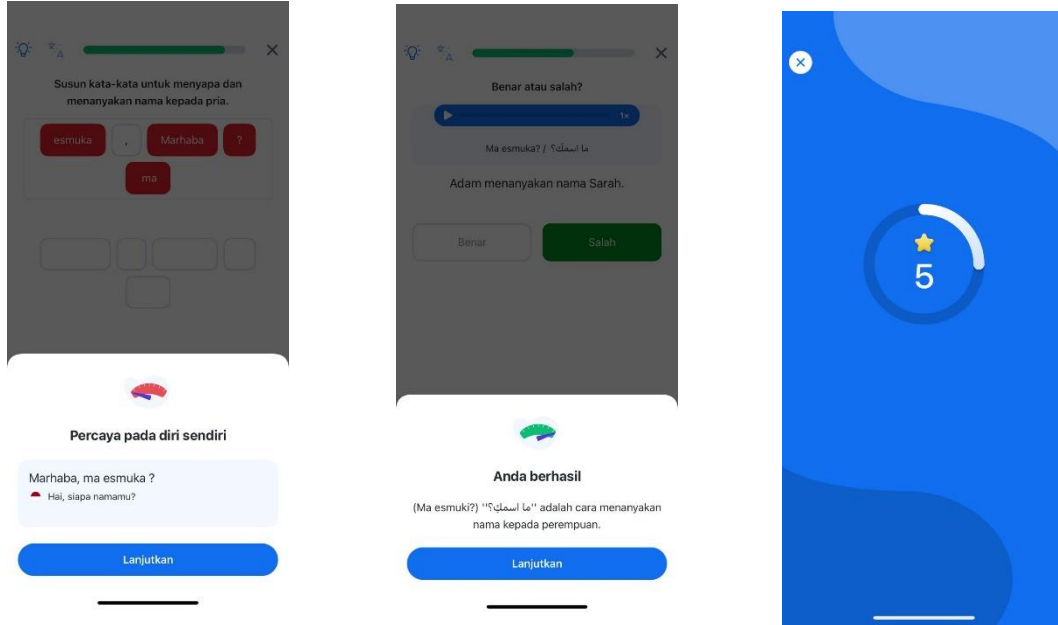 Susun kata-kata untuk menyapa dan
menanyakan nama kepada pria.
esmuka , Marhaba ?
ma
Percaya pada diri sendiri
Marhaba, ma esmuka ?
Hai, siapa namamu?
Lanjutkan
Benar atau salah?
1x
Ma esmuka? / ما اسمكَ؟
Adam menanyakan nama Sarah.
Benar Salah
Anda berhasil
(Ma esmuki?) ''ما اسمكِ؟'' adalah cara menanyakan
nama kepada perempuan.
Lanjutkan
5